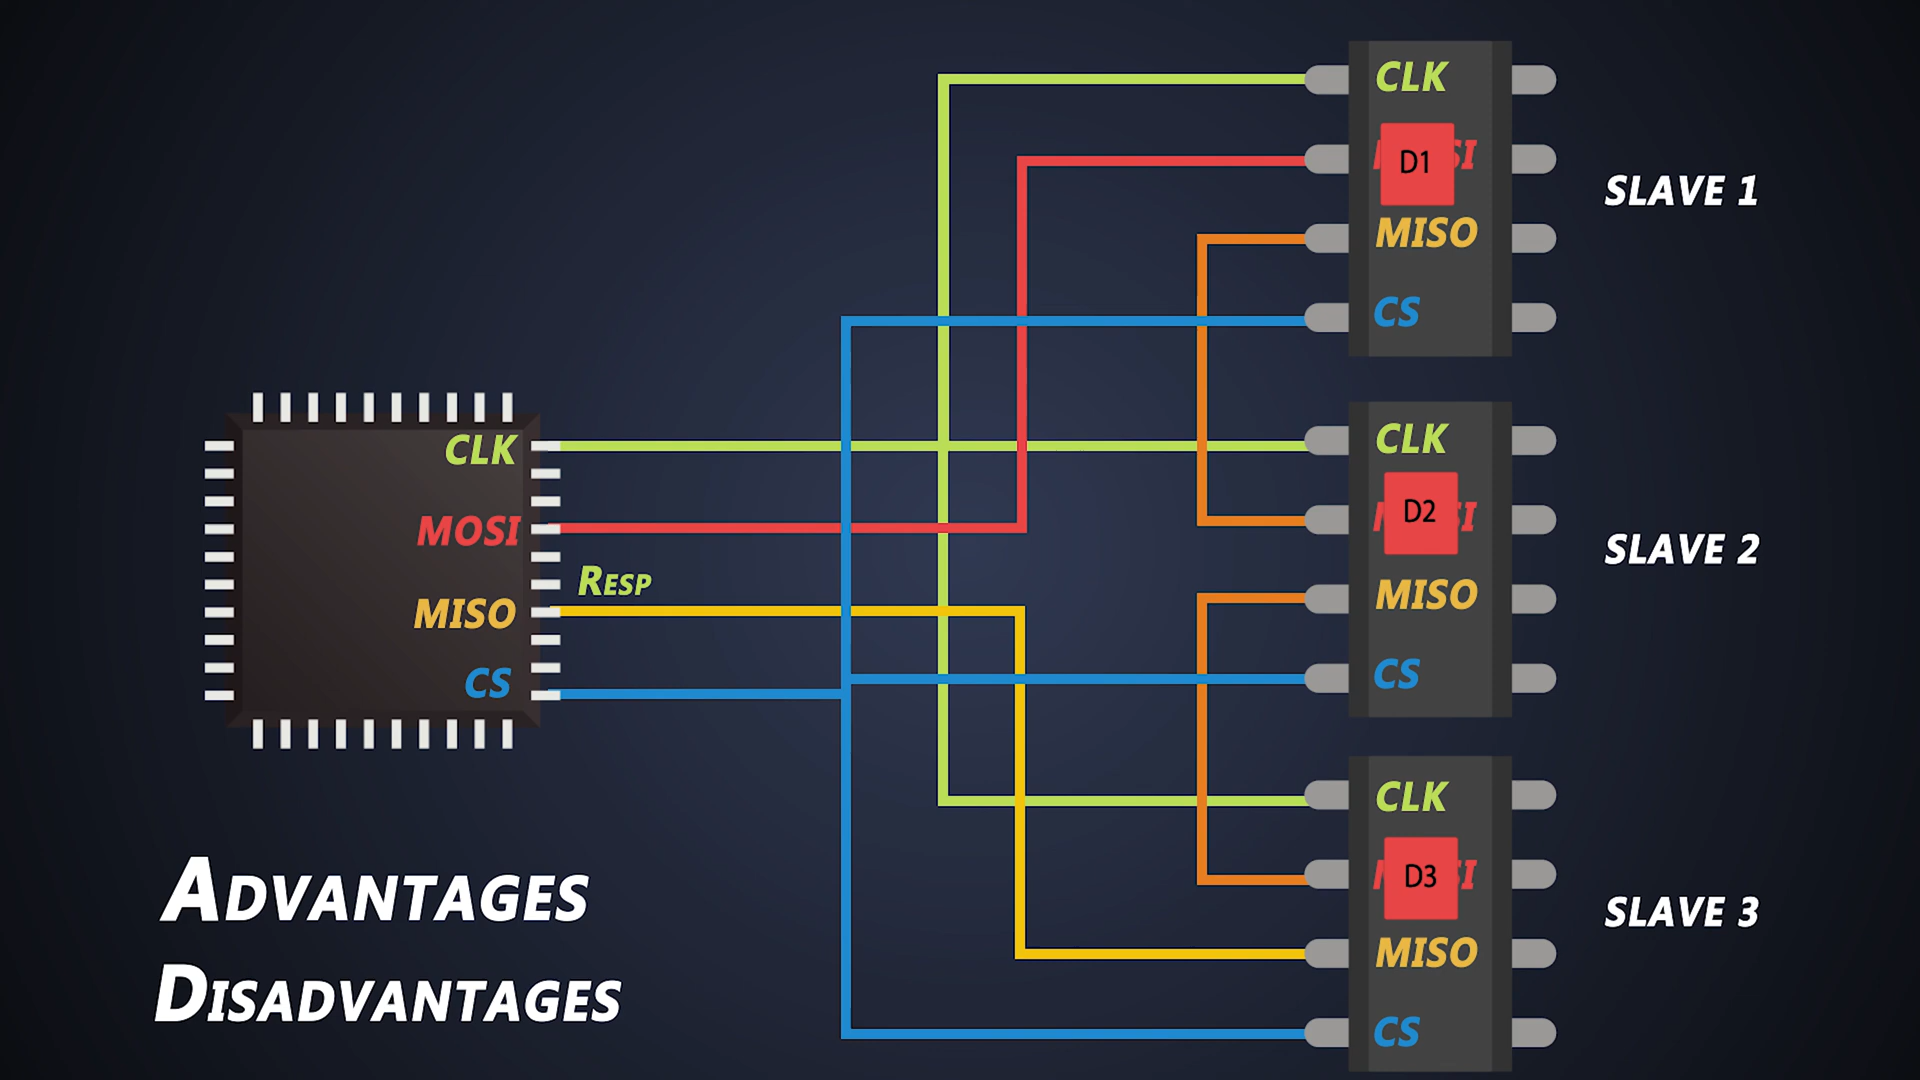 CLK
MOSI
RESP
MISO
CS
ADVANTAGES
DISADVANTAGES
CLK
D1
MISO
CS
SLAVE 1
CLK
D2
MISO
CS
SLAVE 2
CLK
D3
MISO
CS
SLAVE 3